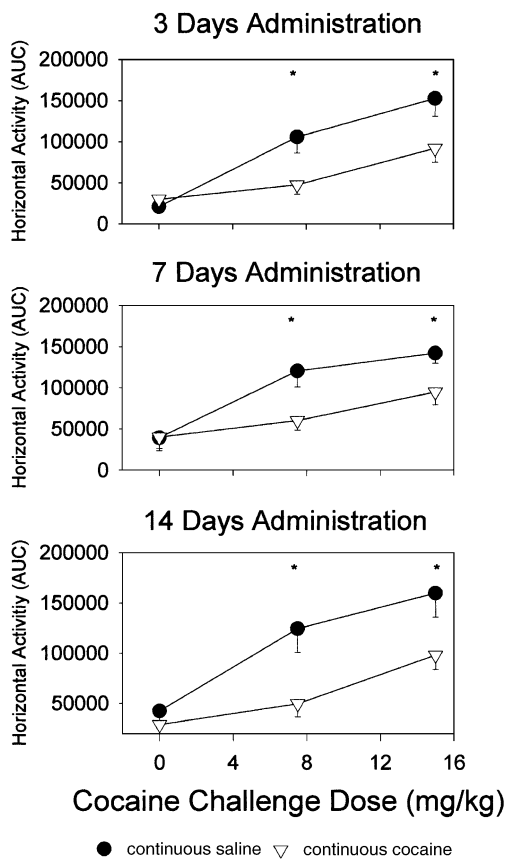 3 Days Administration
Horizontal Activity (AUC)
200000
150000
100000
50000
0
* *
7 Days Administration
Horizontal Activity (AUC)
200000
150000
100000
50000
0
* *
14 Days Administration
Horizontal Activitiy (AUC)
200000
150000
100000
50000
* *
0 4 8 12 16
Cocaine Challenge Dose (mg/kg)
continuous saline continuous cocaine